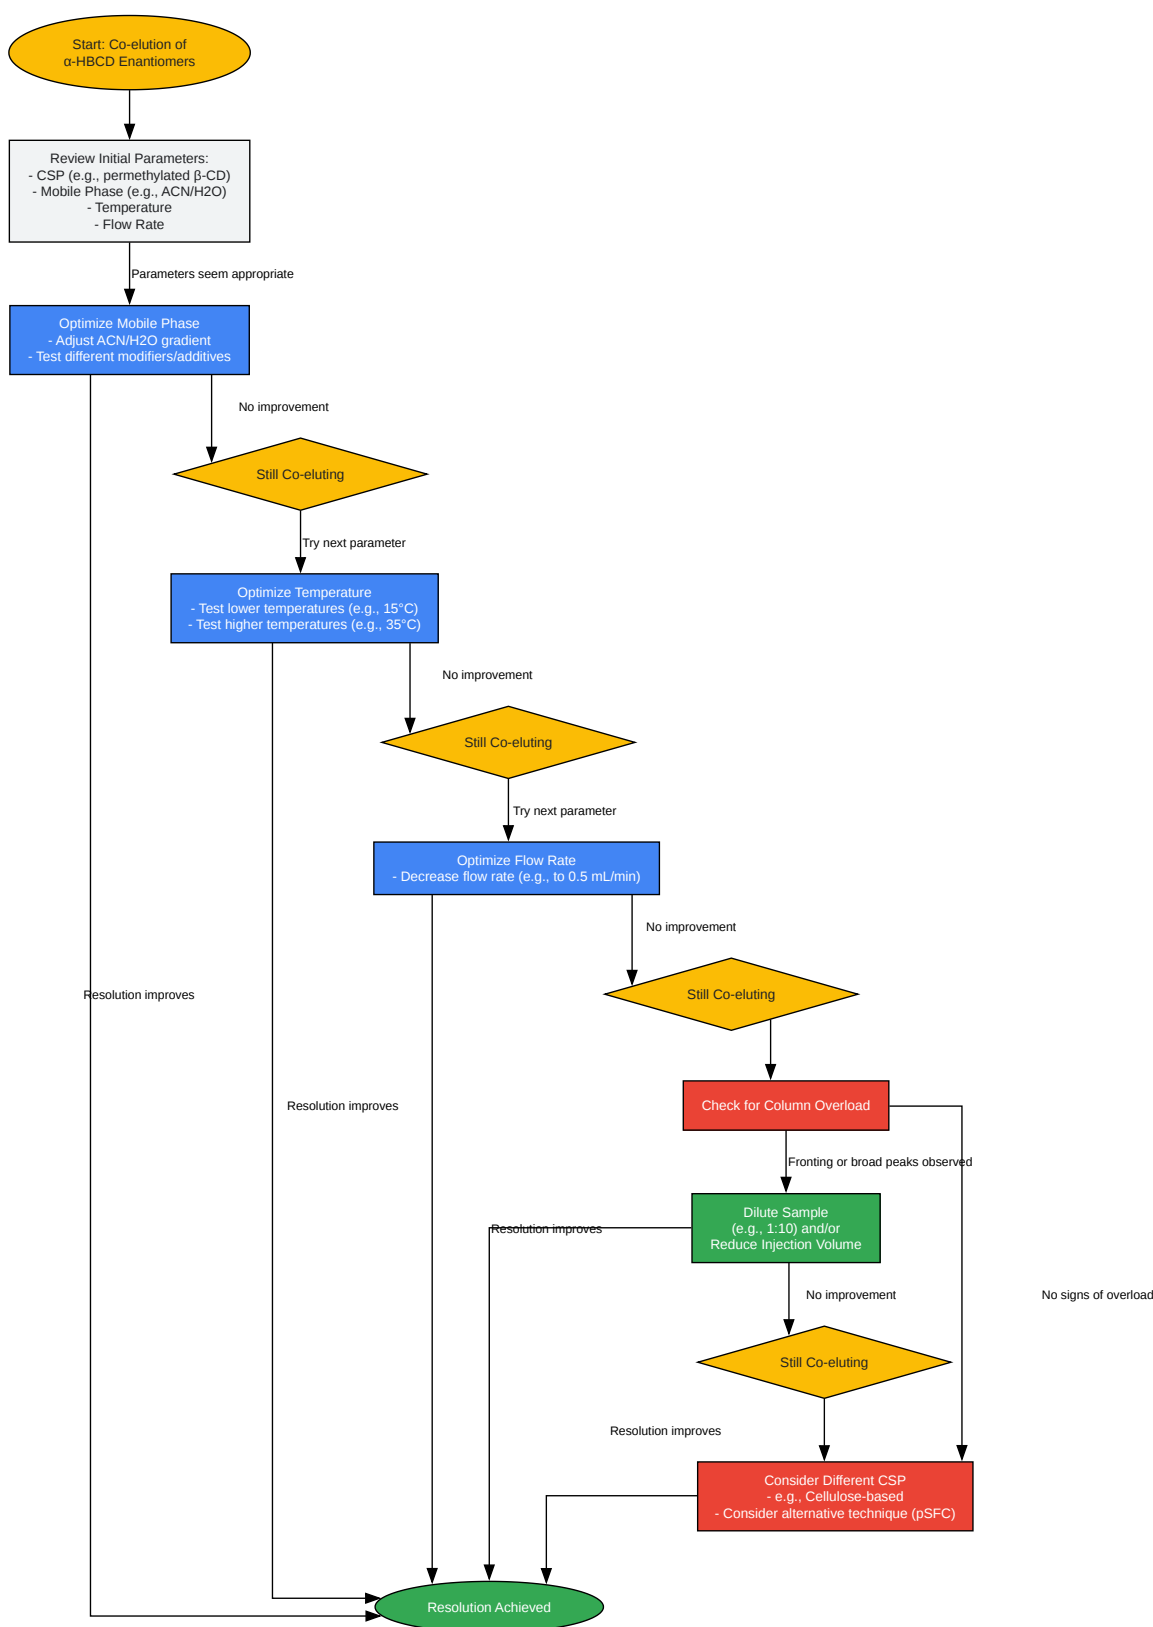 Start: Co-elution of
α-HBCD Enantiomers
Review Initial Parameters:
- CSP (e.g., permethylated β-CD)
- Mobile Phase (e.g., ACN/H2O)
- Temperature
- Flow Rate
Parameters seem appropriate
Optimize Mobile Phase
- Adjust ACN/H2O gradient
- Test different modifiers/additives
No improvement
Still Co-eluting
Try next parameter
Optimize Temperature
- Test lower temperatures (e.g., 15°C)
- Test higher temperatures (e.g., 35°C)
No improvement
Still Co-eluting
Try next parameter
Optimize Flow Rate
- Decrease flow rate (e.g., to 0.5 mL/min)
No improvement
Still Co-eluting
Resolution improves
Resolution improves
Check for Column Overload
Fronting or broad peaks observed
Dilute Sample
(e.g., 1:10) and/or
Reduce Injection Volume
Resolution improves
No improvement
No signs of overload
Still Co-eluting
Resolution improves
Consider Different CSP
- e.g., Cellulose-based
- Consider alternative technique (pSFC)
Resolution Achieved